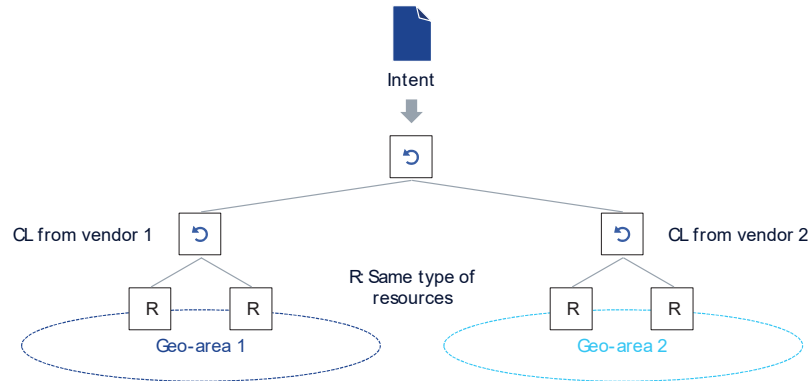 Intent
CL from vendor 1
CL from vendor 2
R: Same type of
resources
R
R
R
R
Geo-area 1
Geo-area 2